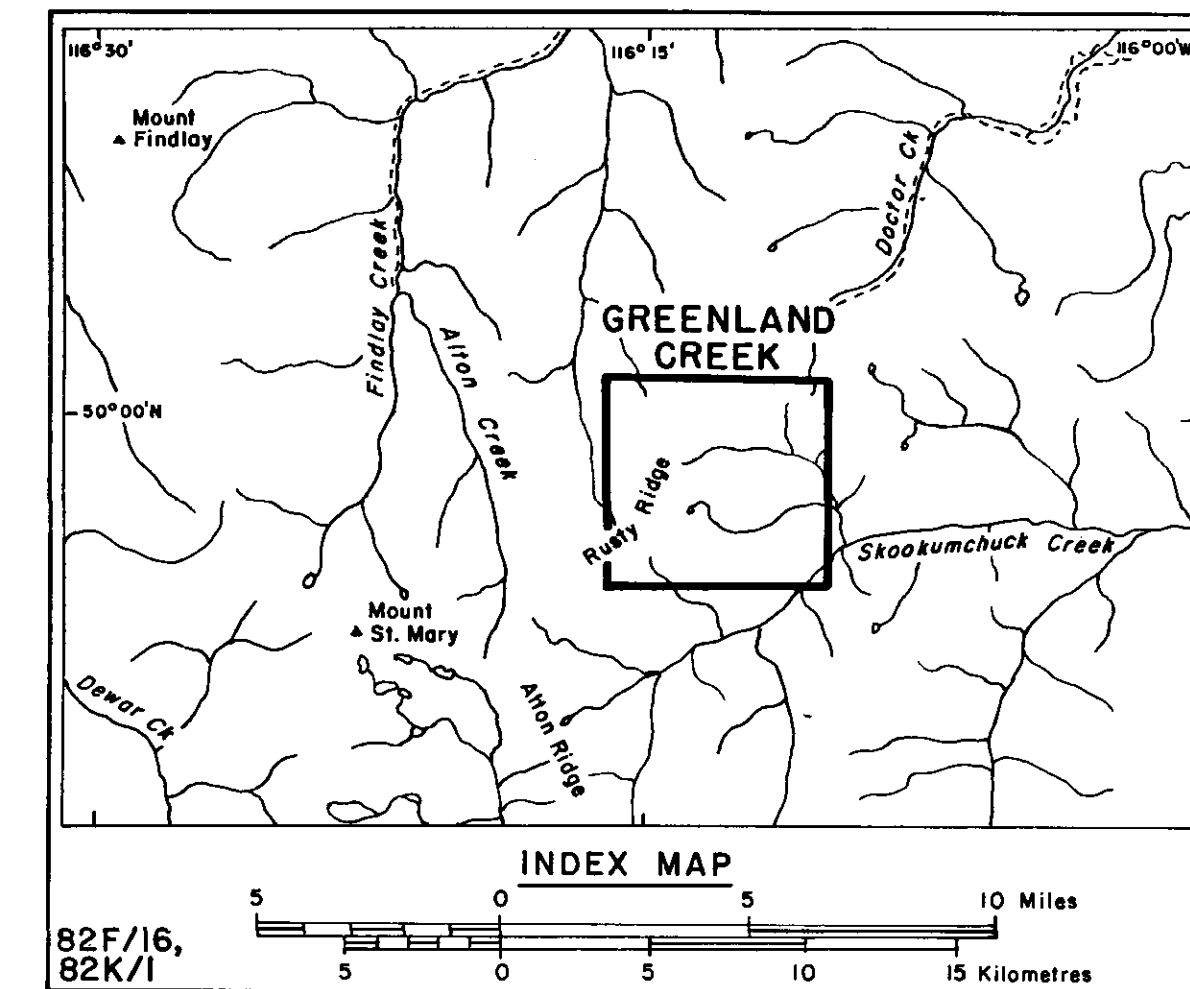 116°30'
116°15'
116°00'W
Mount
Findlay
Doctor Ck
Findlay Creek
GREENLAND
CREEK
Alton
Creek
50°00'N
Rusty Ridge
Skookumchuck Creek
Mount
St. Mary
Dewar Ck
Alton Ridge
INDEX MAP
5 0 5 10 Miles
82F/16,
82K/1
5 0 5 10 15 Kilometres